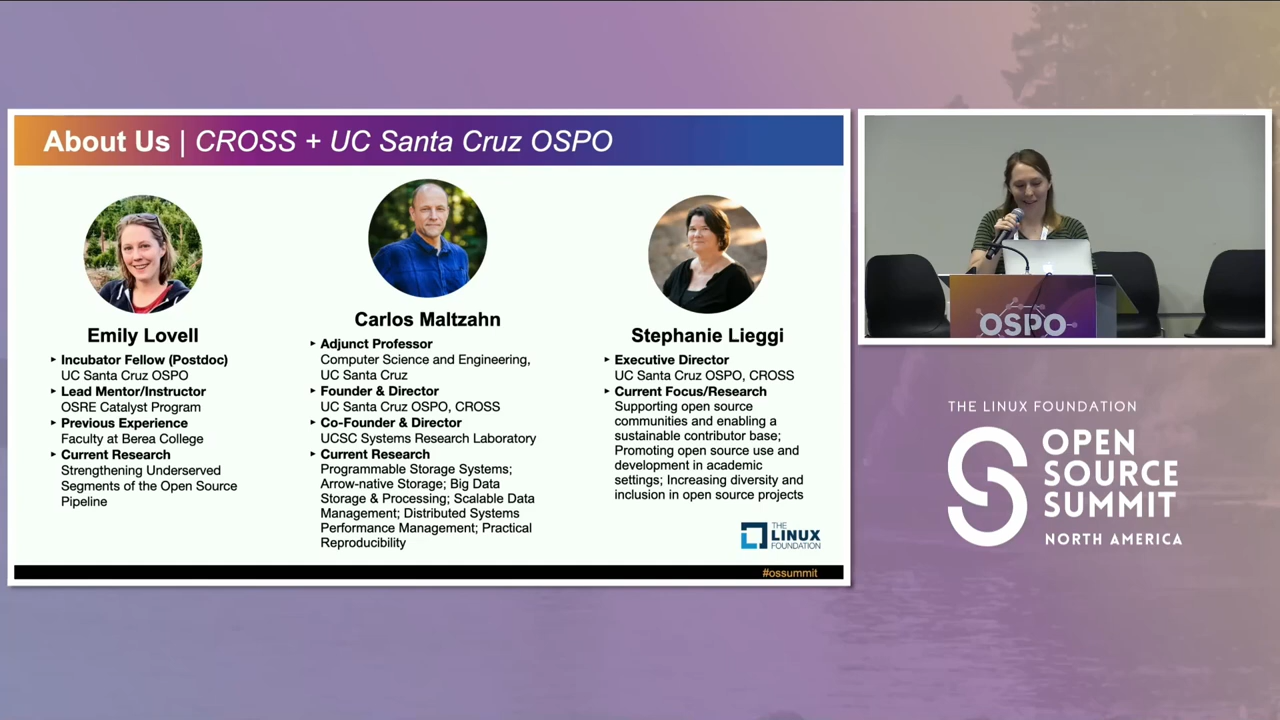 About Us | CROSS + UC Santa Cruz OSPO
Emily Lovell
‣ Incubator Fellow (Postdoc)
UC Santa Cruz OSPO
‣ Lead Mentor/Instructor
OSRE Catalyst Program
‣ Previous Experience
Faculty at Berea College
‣ Current Research
Strengthening Underserved
Segments of the Open Source
Pipeline
Carlos Maltzahn
‣ Adjunct Professor
Computer Science and Engineering,
UC Santa Cruz
‣ Founder & Director
UC Santa Cruz OSPO, CROSS
‣ Co-Founder & Director
UCSC Systems Research Laboratory
‣ Current Research
Programmable Storage Systems;
Arrow-native Storage; Big Data
Storage & Processing; Scalable Data
Management; Distributed Systems
Performance Management; Practical
Reproducibility
Stephanie Lieggi
‣ Executive Director
UC Santa Cruz OSPO, CROSS
‣ Current Focus/Research
Supporting open source
communities and enabling a
sustainable contributor base;
Promoting open source use and
development in academic
settings; Increasing diversity and
inclusion in open source projects
THE
LINUX
FOUNDATION
#ossummit
OSPO
THE LINUX FOUNDATION
OPEN
SOURCE
SUMMIT
NORTH AMERICA